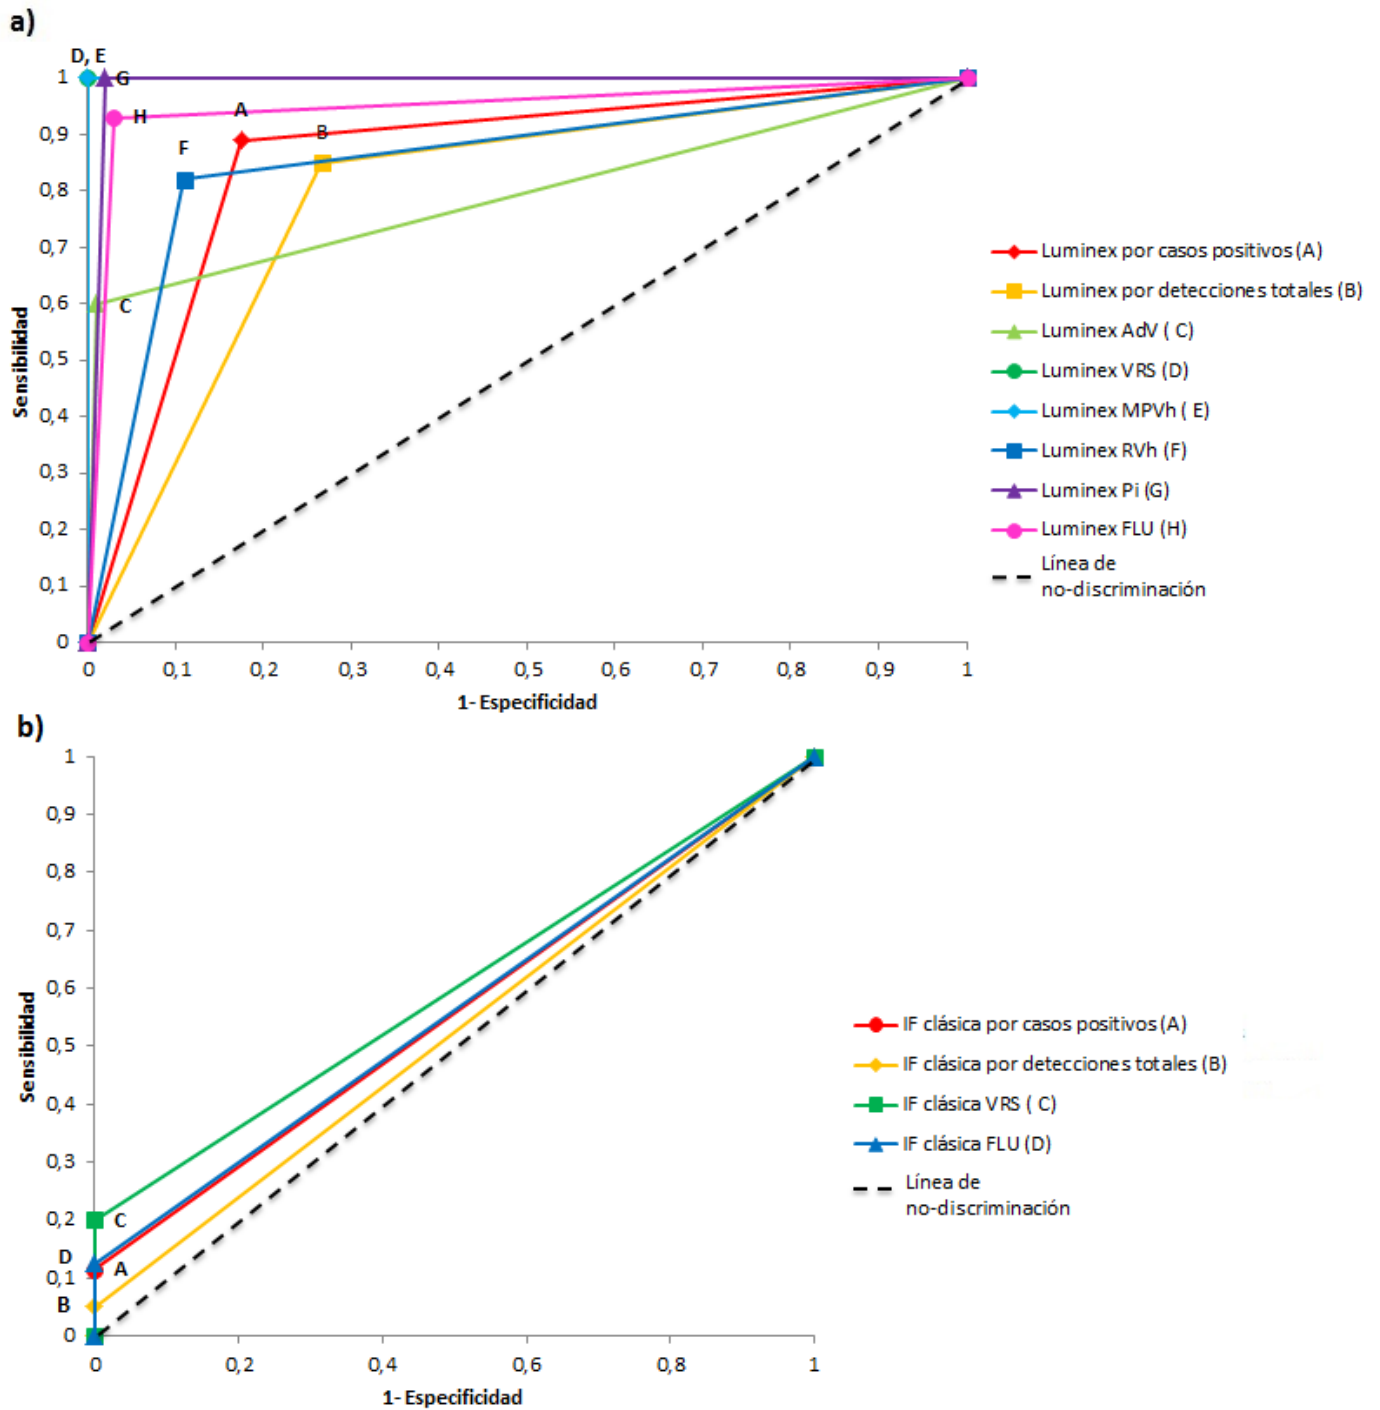 a)
D, E
G
H
A
B
F
C
1
0,9
0,8
0,7
0,6
0,5
0,4
0,3
0,2
0,1
0
Sensibilidad
0 0,1 0,2 0,3 0,4 0,5 0,6 0,7 0,8 0,9 1
1- Especificidad
Luminex por casos positivos (A)
Luminex por detecciones totales (B)
Luminex AdV ( C)
Luminex VRS (D)
Luminex MPVh ( E)
Luminex RVh (F)
Luminex Pi (G)
Luminex FLU (H)
Línea de
no-discriminación
b)
1
0,9
0,8
0,7
0,6
0,5
0,4
0,3
0,2
0,1
0
Sensibilidad
C
D
A
B
0 0,2 0,4 0,6 0,8 1
1- Especificidad
IF clásica por casos positivos (A)
IF clásica por detecciones totales (B)
IF clásica VRS ( C)
IF clásica FLU (D)
Línea de
no-discriminación